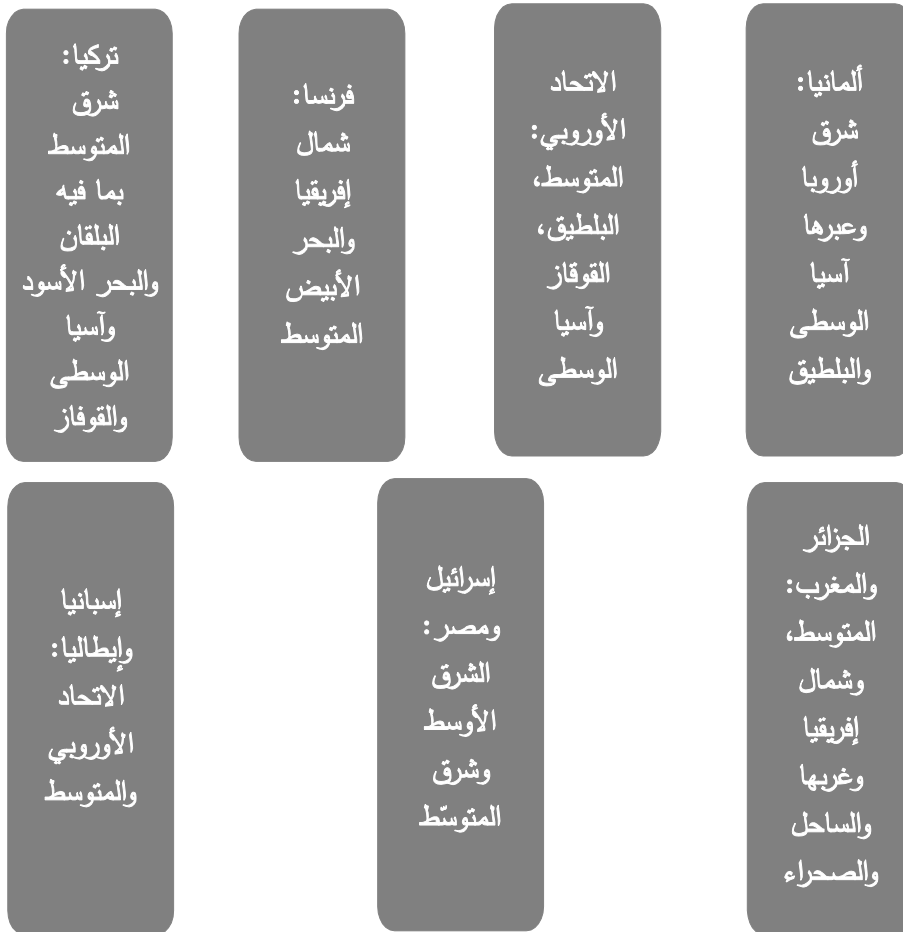 ألمانيا:
شرق
أوروبا
وعبرها
آسيا
الوسطى
والبلطيق
الاتحاد
الأوروبي:
المتوسط،
البلطيق،
القوقاز
وآسيا
الوسطى
فرنسا:
شمال
إفريقيا
والبحر
الأبيض
المتوسط
تركيا:
شرق
المتوسط
بما فيه
البلقان
والبحر الأسود
وآسيا
الوسطى
والقوفاز
الجزائر
والمغرب:
المتوسط،
وشمال
إفريقيا
وغربها
والساحل
والصحراء
إسرائيل
ومصر:
الشرق
الأوسط
وشرق
المتوسّط
إسبانيا
وإيطاليا:
الاتحاد
الأوروبي
والمتوسط